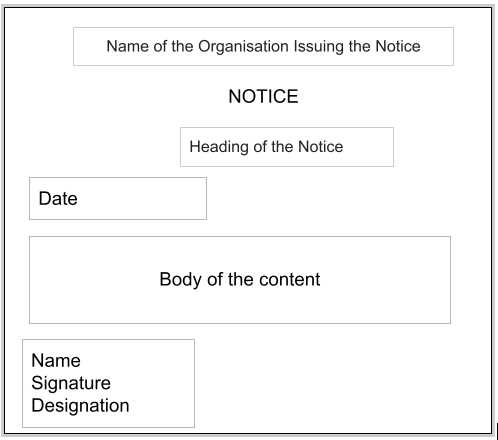 Name of the Organisation Issuing the Notice
NOTICE
Heading of the Notice
Date
Body of the content
Name
Signature
Designation